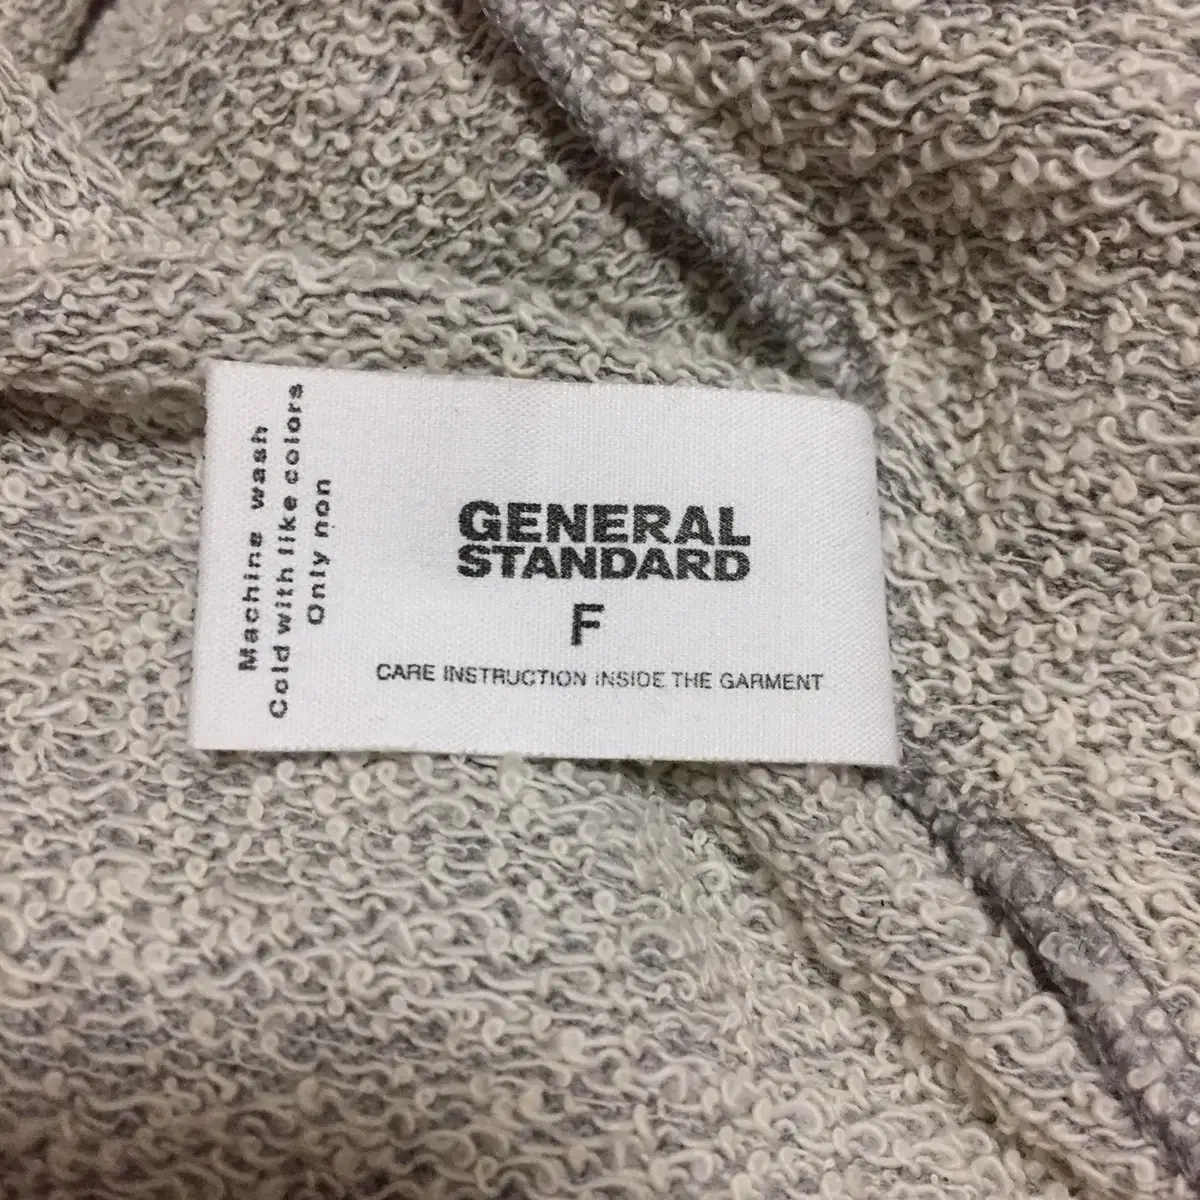 Machine wash
Cold with like colors
Only non
GENERAL
STANDARD
F
CARE INSTRUCTION INSIDE THE GARMENT